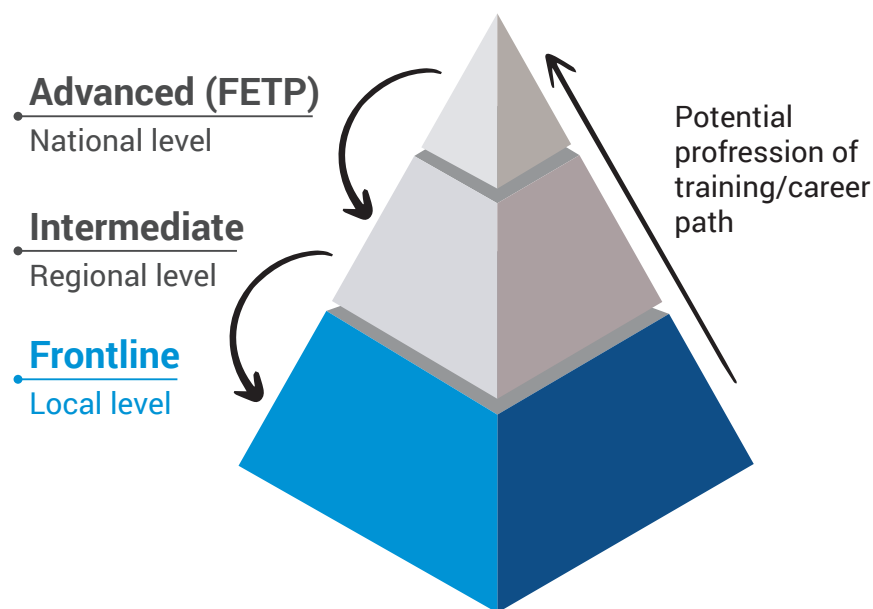 Advanced (FETP)
National level
Intermediate
Regional level
Frontline
Local level
Potential
profression of
training/career
path